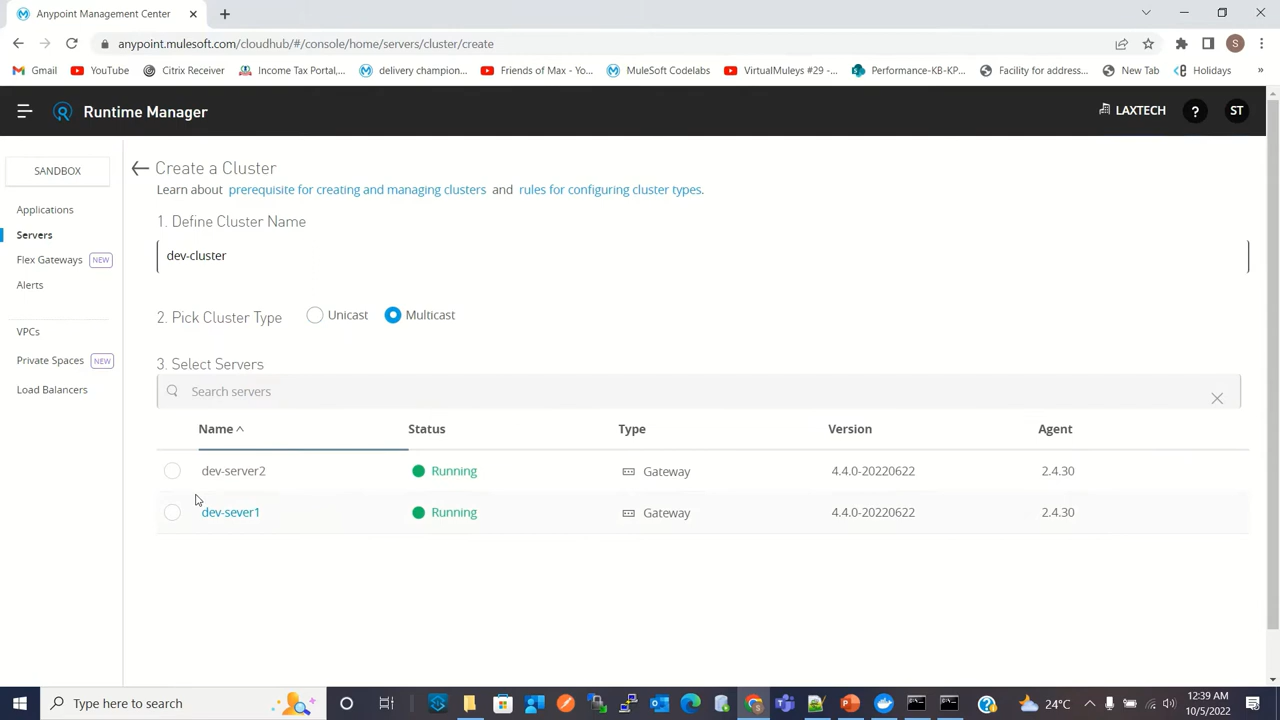 Anypoint Management Center
anypoint.mulesoft.com/cloudhub/#/console/home/servers/cluster/create
S
Gmail YouTube Citrix Receiver Income Tax Portal,... delivery champion... Friends of Max - Yo... MuleSoft Codelabs VirtualMuleys #29 -... Performance-KB-KP... Facility for address... New Tab Holidays »
Runtime Manager
LAXTECH ? ST
SANDBOX
Applications
Servers
Flex Gateways NEW
Alerts
VPCs
Private Spaces NEW
Load Balancers
Create a Cluster
Learn about prerequisite for creating and managing clusters and rules for configuring cluster types.
1. Define Cluster Name
dev-cluster
2. Pick Cluster Type Unicast Multicast
3. Select Servers
Search servers
Name Status Type Version Agent
dev-server2 Running Gateway 4.4.0-20220622 2.4.30
dev-sever1 Running Gateway 4.4.0-20220622 2.4.30
Type here to search
24°C
12:39 AM
10/5/2022